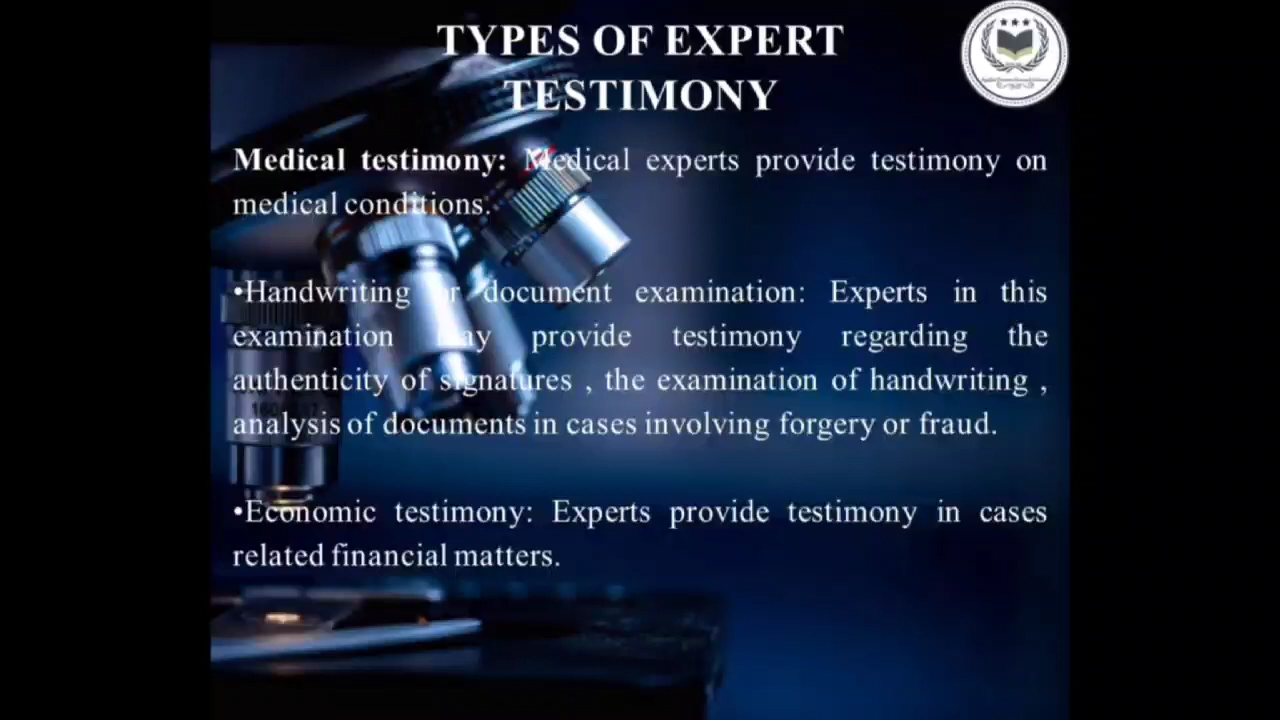 TYPES OF EXPERT
TESTIMONY
Medical testimony: Medical experts provide testimony on
medical conditions.
•Handwriting or document examination: Experts in this
examination may provide testimony regarding the
authenticity of signatures , the examination of handwriting ,
analysis of documents in cases involving forgery or fraud.
•Economic testimony: Experts provide testimony in cases
related financial matters.